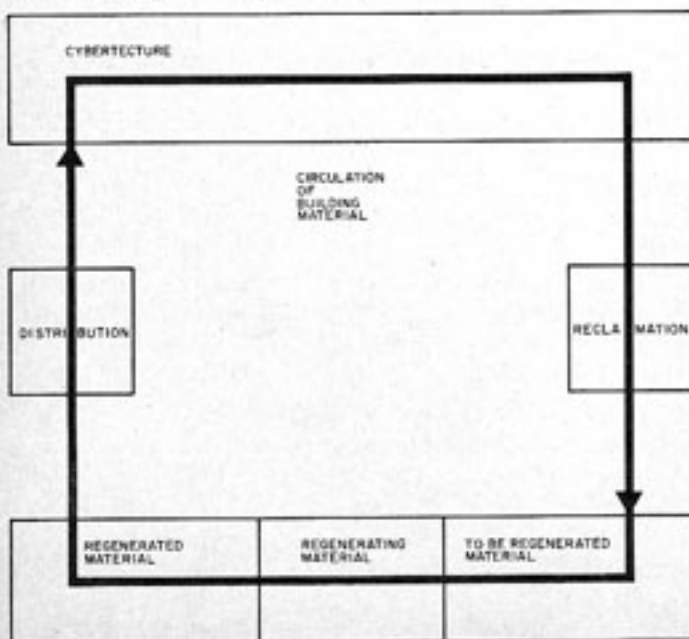 CYBERTECTURE
CIRCULATION
OF
BUILDING
MATERIAL
DISTRIBUTION
RECLAMATION
REGENERATED
MATERIAL
REGENERATING
MATERIAL
TO BE REGENERATED
MATERIAL